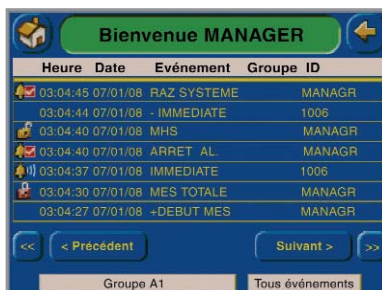 Bienvenue MANAGER
Heure Date Evénement Groupe ID
03:04:45 07/01/08 RAZ SYSTEME MANAGR
03:04:44 07/01/08 - IMMEDIATE 1006
03:04:40 07/01/08 MHS MANAGR
03:04:40 07/01/08 ARRET AL. MANAGR
03:04:37 07/01/08 IMMEDIATE 1006
03:04:30 07/01/08 MES TOTALE MANAGR
03:04:27 07/01/08 +DEBUT MES MANAGR
<< < Précédent Suivant > >>
Groupe A1 Tous événements